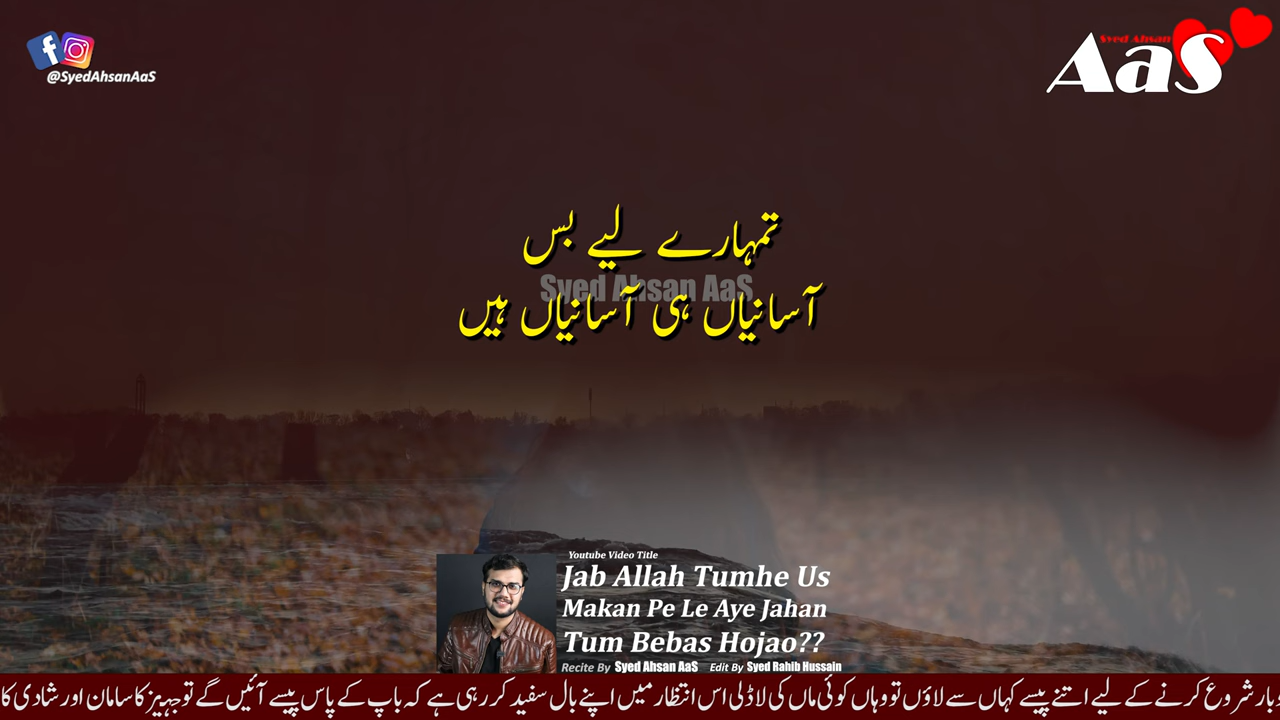 @SyedAhsanAaS
Syed Ahsan
AaS
تمہارے لیے بس
Syed Ahsan AaS
آسانیاں ہی آسانیاں ہیں
Youtube Video Title
Jab Allah Tumhe Us
Makan Pe Le Aye Jahan
Tum Bebas Hojao??
Recite By Syed Ahsan AaS Edit By Syed Rahib Hussain
بار شروع کرنے کے لیے اتنے پیسے کہاں سے لاؤں تو وہاں کوئی ماں کی لاڈلی اس انتظار میں اپنے بال سفید کر رہی ہے کہ باپ کے پاس پیسے آئیں گے تو جہیز کا سامان اور شادی کا